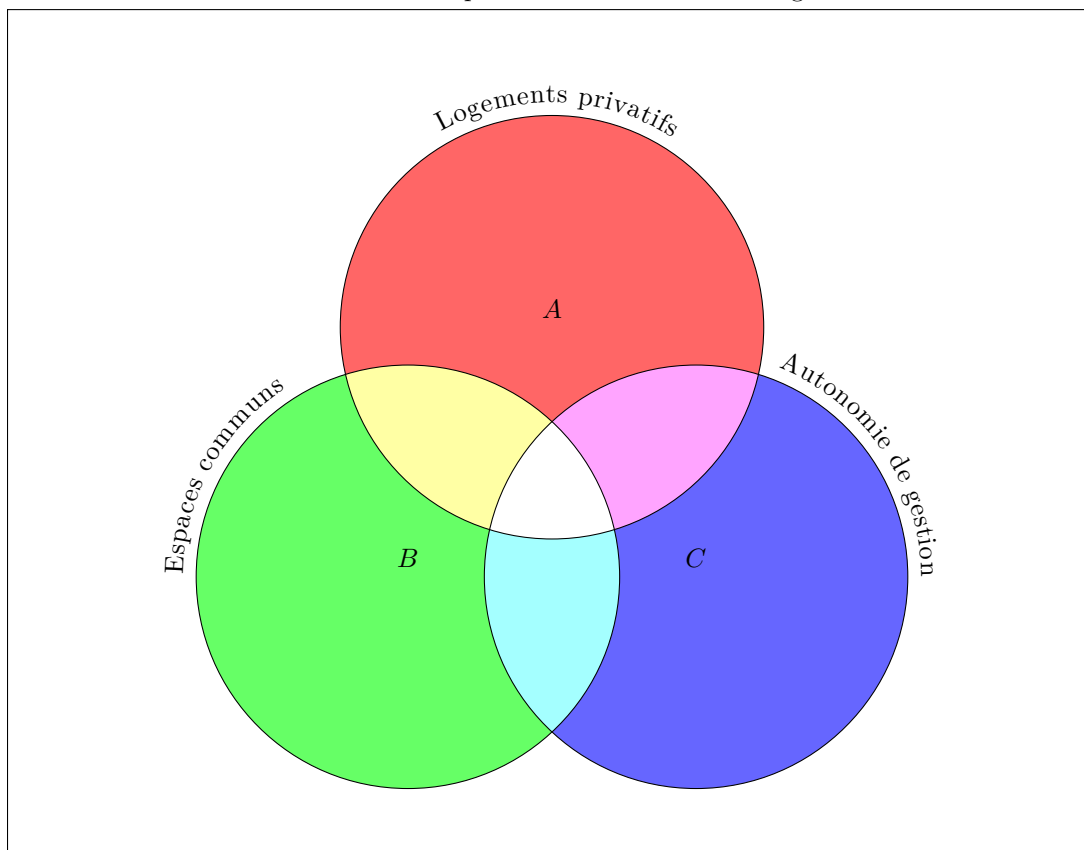 Logements privatifs
A
Autonomie de gestion
Espaces communs
B
C